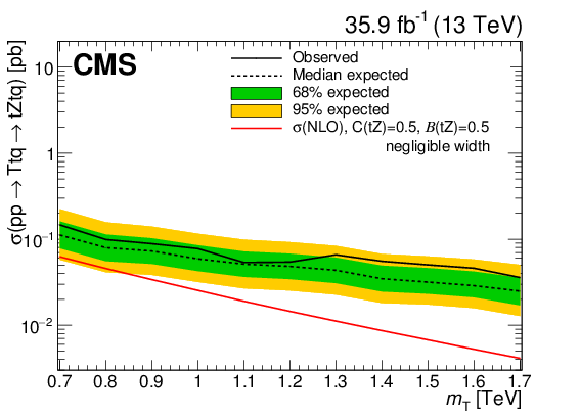 35.9 fb⁻¹ (13 TeV)
CMS
Observed
Median expected
68% expected
95% expected
σ(NLO), C(tZ)=0.5, B(tZ)=0.5
negligible width
σ(pp → Ttq → tZtq) [pb]
10
1
10⁻¹
10⁻²
0.7 0.8 0.9 1 1.1 1.2 1.3 1.4 1.5 1.6 1.7
m_T [TeV]